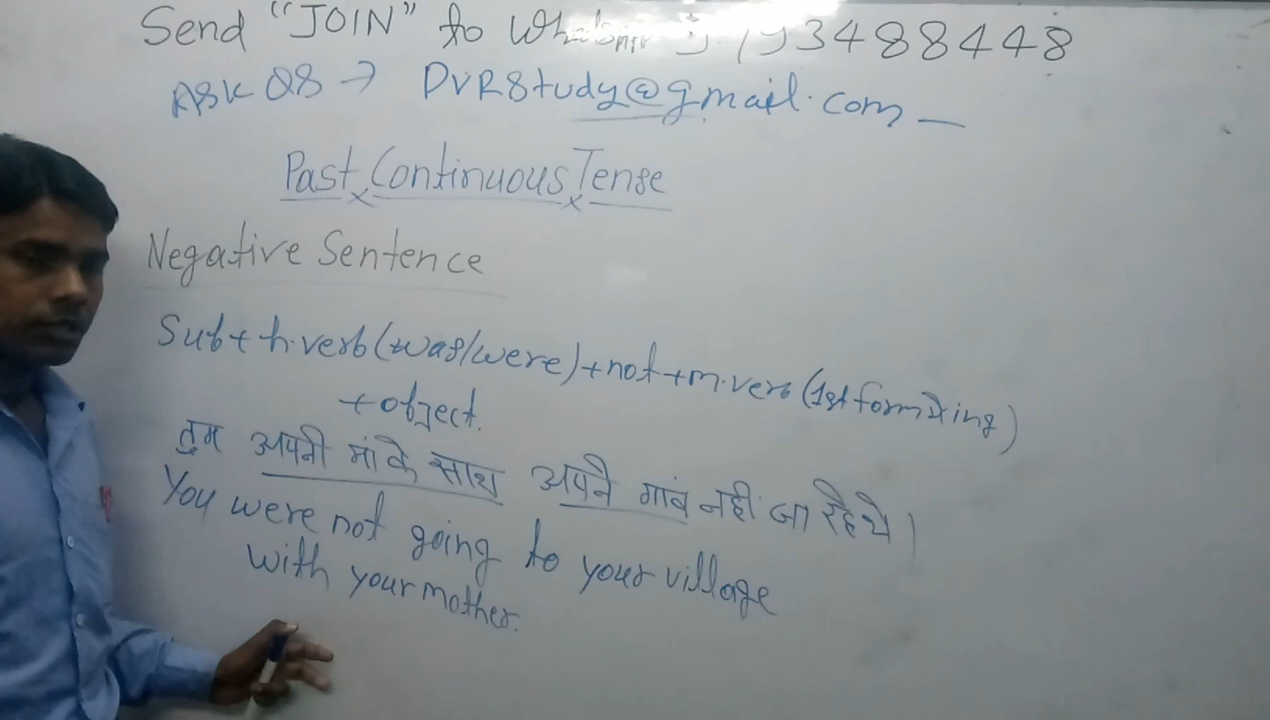 Send "JOIN" to 93488448
Ask QS → DVRStudy@gmail.com
Past Continuous Tense
Negative Sentence
Sub + h.verb (was/were) + not + m.verb (1st form में ing)
+ object.
तुम अपनी मां के साथ अपने गांव नहीं जा रहे थे।
You were not going to your village
with your mother.